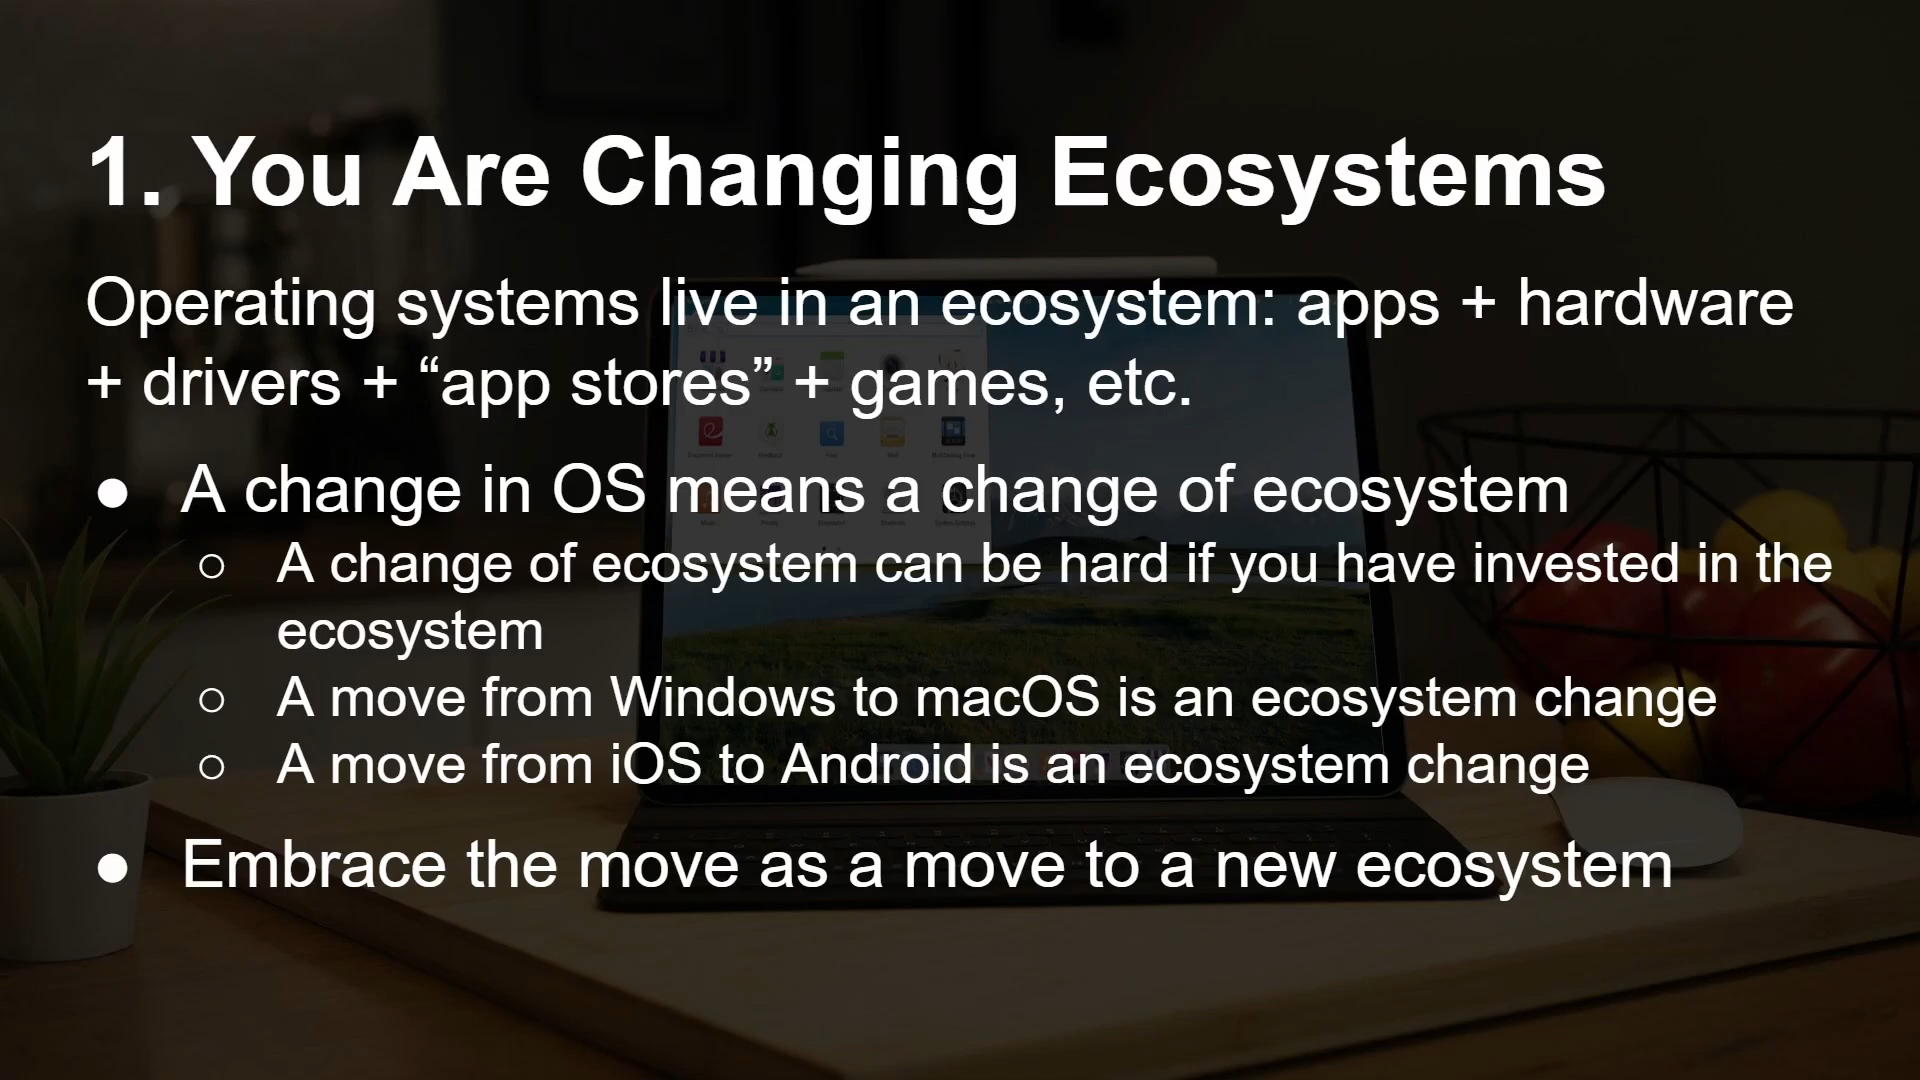 1. You Are Changing Ecosystems
Operating systems live in an ecosystem: apps + hardware
+ drivers + “app stores” + games, etc.
● A change in OS means a change of ecosystem
○ A change of ecosystem can be hard if you have invested in the
ecosystem
○ A move from Windows to macOS is an ecosystem change
○ A move from iOS to Android is an ecosystem change
● Embrace the move as a move to a new ecosystem